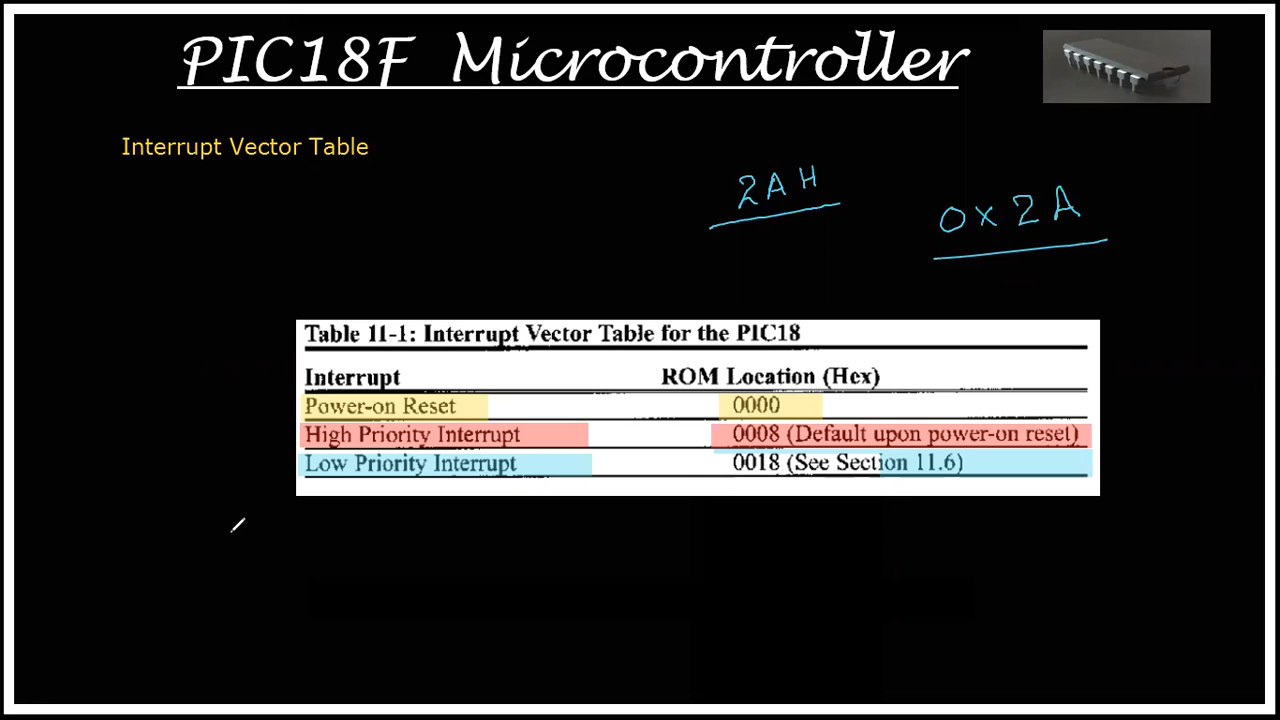 PIC18F Microcontroller
Interrupt Vector Table
2AH
0x2A
Table 11-1: Interrupt Vector Table for the PIC18
Interrupt ROM Location (Hex)
Power-on Reset 0000
High Priority Interrupt 0008 (Default upon power-on reset)
Low Priority Interrupt 0018 (See Section 11.6)